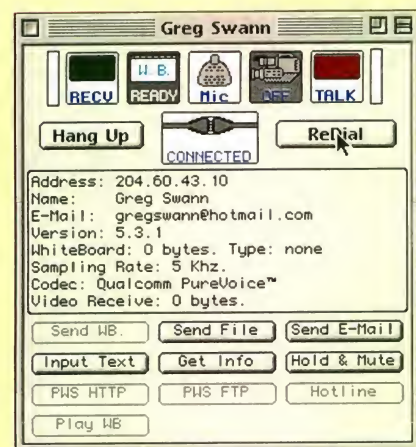 Greg Swann
RECV
W. B. READY
Mic
OFF
TALK
Hang Up
CONNECTED
ReDial
Address: 204.60.43.10
Name: Greg Swann
E-Mail: gregswann@hotmail.com
Version: 5.3.1
WhiteBoard: 0 bytes. Type: none
Sampling Rate: 5 Khz.
Codec: Qualcomm PureVoice™
Video Receive: 0 bytes.
Send WB. Send File Send E-Mail
Input Text Get Info Hold & Mute
PWS HTTP PWS FTP Hotline
Play WB